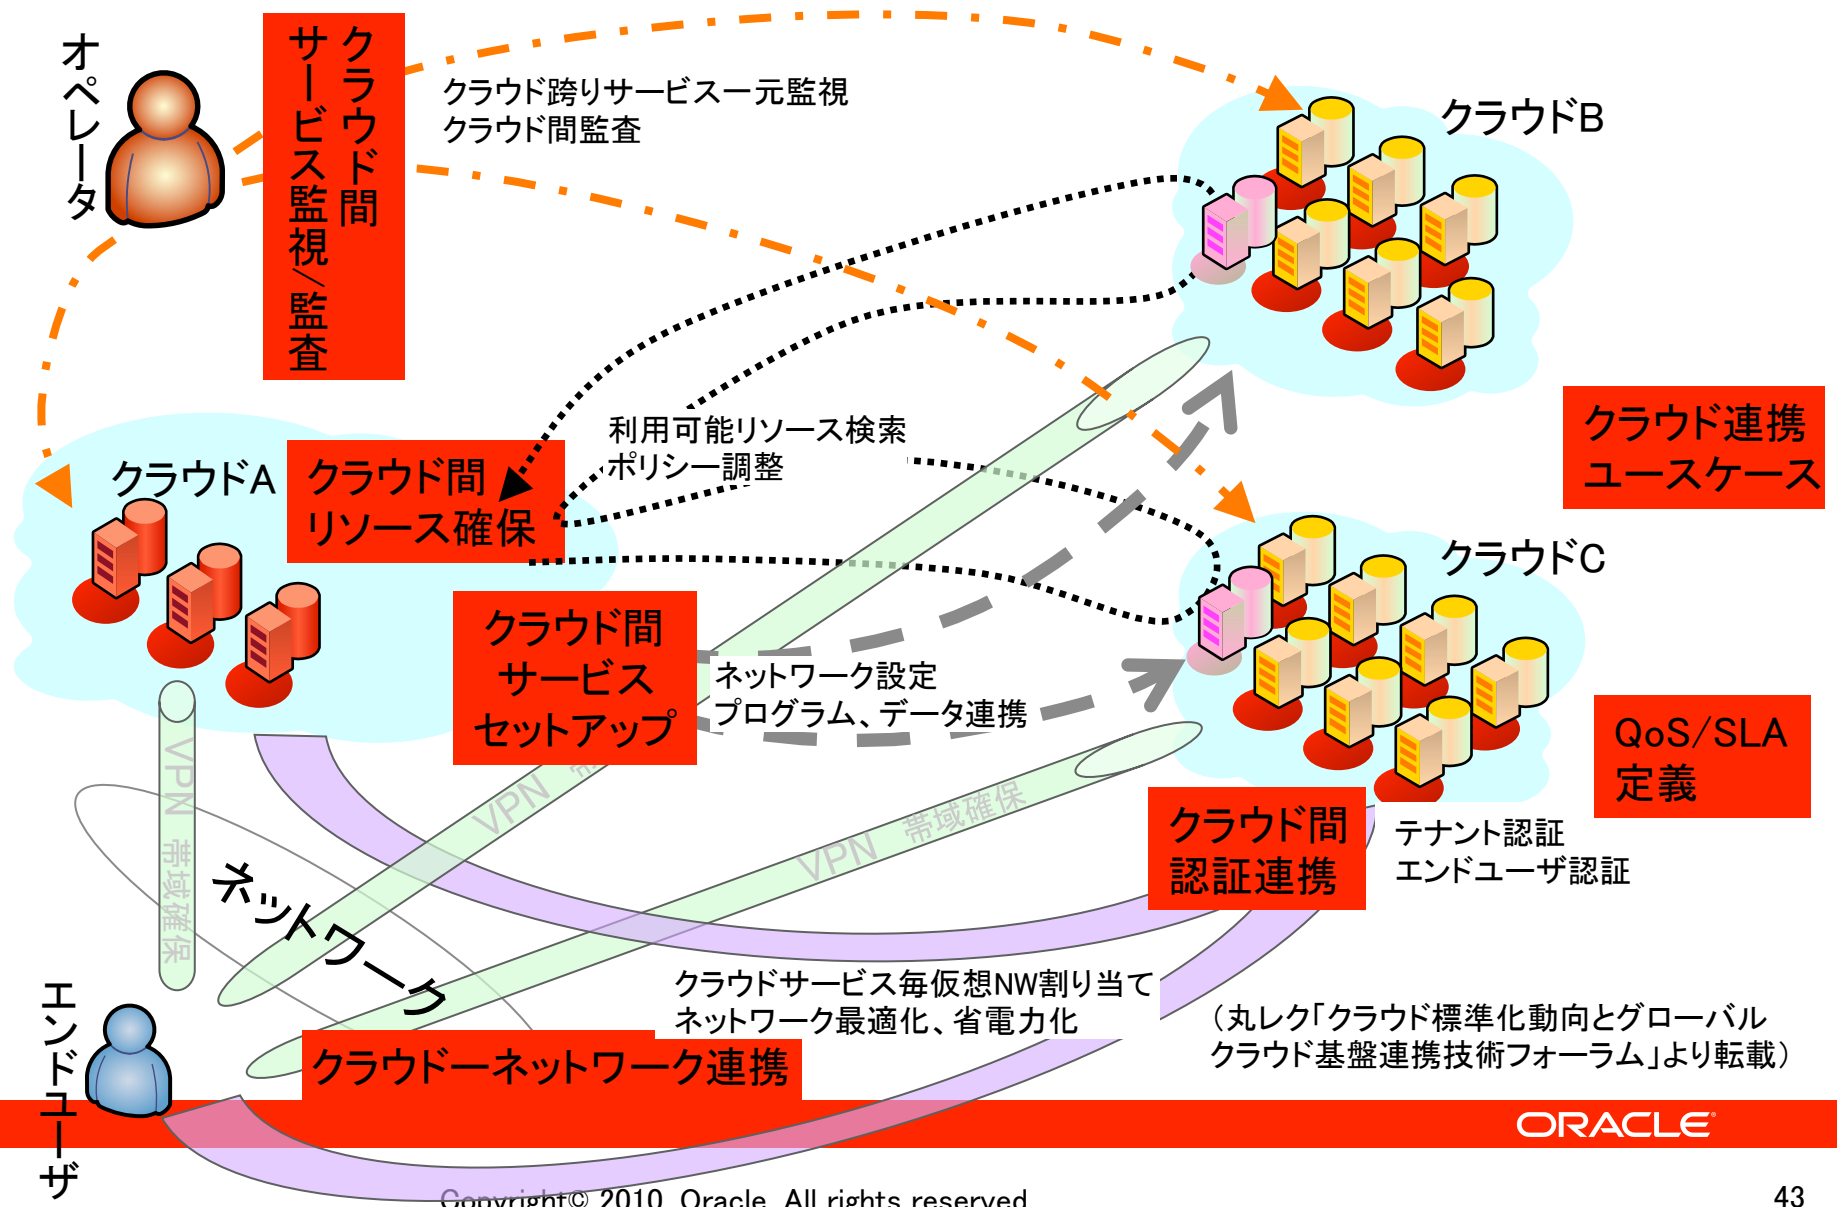 オペレータ
クラウド間
サービス監視/監査
クラウド跨りサービス一元監視
クラウド間監査
クラウドB
クラウド連携
ユースケース
利用可能リソース検索
ポリシー調整
クラウドA
クラウド間
リソース確保
クラウドC
クラウド間
サービス
セットアップ
ネットワーク設定
プログラム、データ連携
QoS/SLA
定義
クラウド間
認証連携
テナント認証
エンドユーザ認証
VPN 帯域確保
VPN 帯
VPN 帯域確保
ネットワーク
クラウドサービス毎仮想NW割り当て
ネットワーク最適化、省電力化
クラウドーネットワーク連携
（丸レク「クラウド標準化動向とグローバル
クラウド基盤連携技術フォーラム」より転載）
エンドユーザ
ORACLE
Copyright© 2010, Oracle. All rights reserved
43